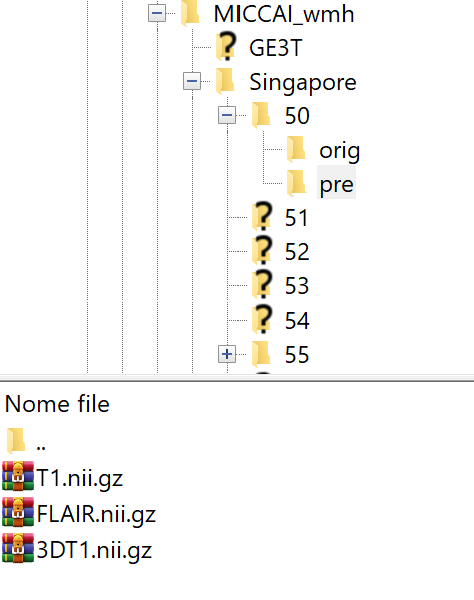 MICCAI_wmh
GE3T
Singapore
50
orig
pre
51
52
53
54
55
Nome file
..
T1.nii.gz
FLAIR.nii.gz
3DT1.nii.gz